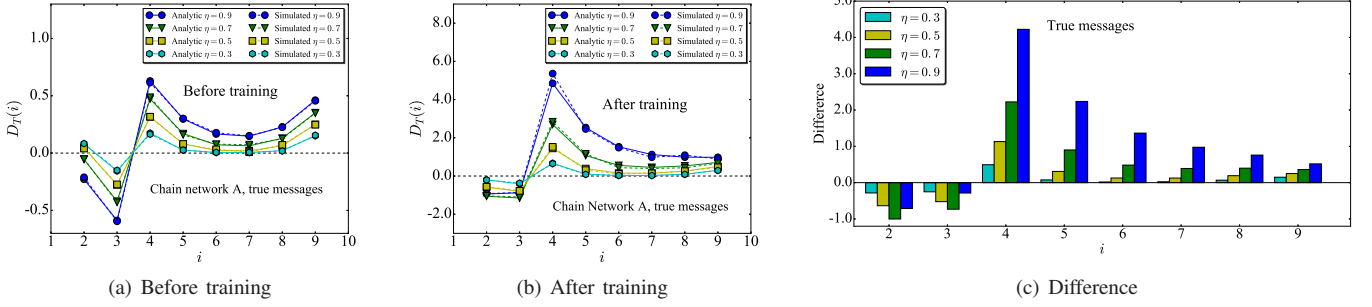 Analytic η = 0.9
Analytic η = 0.7
Analytic η = 0.5
Analytic η = 0.3
Simulated η = 0.9
Simulated η = 0.7
Simulated η = 0.5
Simulated η = 0.3
1.0
0.5
0.0
-0.5
D_T(i)
Before training
Chain network A, true messages
1 2 3 4 5 6 7 8 9 10
i
(a) Before training
Analytic η = 0.9
Analytic η = 0.7
Analytic η = 0.5
Analytic η = 0.3
Simulated η = 0.9
Simulated η = 0.7
Simulated η = 0.5
Simulated η = 0.3
8.0
6.0
4.0
2.0
0.0
-2.0
D_T(i)
After training
Chain Network A, true messages
1 2 3 4 5 6 7 8 9 10
i
(b) After training
η = 0.3
η = 0.5
η = 0.7
η = 0.9
True messages
5.0
4.0
3.0
2.0
1.0
0.0
-1.0
Difference
2 3 4 5 6 7 8 9
i
(c) Difference